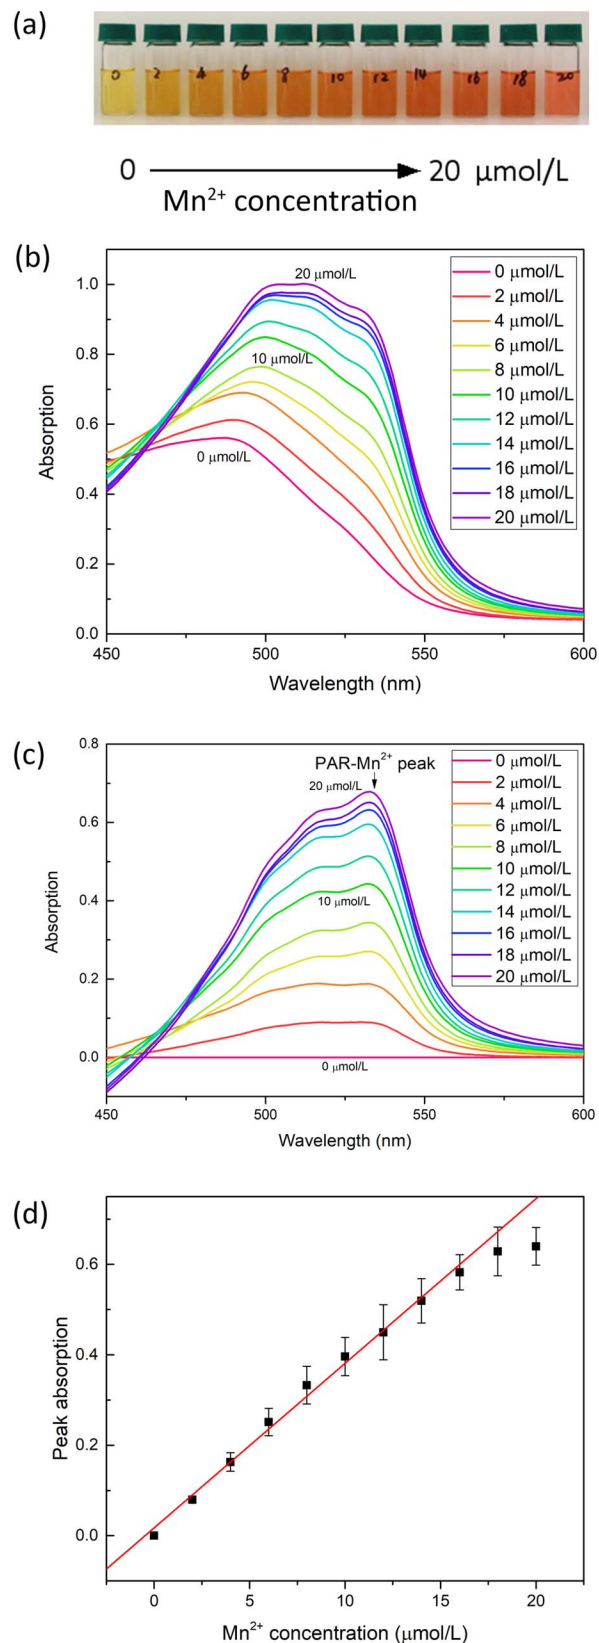 (a)
0 2 4 6 8 10 12 14 16 18 20
0 20 μmol/L
Mn²⁺ concentration
(b)
1.0
0.8
0.6
0.4
0.2
0.0
Absorption
20 μmol/L
10 μmol/L
0 μmol/L
0 μmol/L
2 μmol/L
4 μmol/L
6 μmol/L
8 μmol/L
10 μmol/L
12 μmol/L
14 μmol/L
16 μmol/L
18 μmol/L
20 μmol/L
450 500 550 600
Wavelength (nm)
(c)
0.8
0.6
0.4
0.2
0.0
Absorption
PAR-Mn²⁺ peak
20 μmol/L
10 μmol/L
0 μmol/L
0 μmol/L
2 μmol/L
4 μmol/L
6 μmol/L
8 μmol/L
10 μmol/L
12 μmol/L
14 μmol/L
16 μmol/L
18 μmol/L
20 μmol/L
450 500 550 600
Wavelength (nm)
(d)
0.6
0.4
0.2
0.0
Peak absorption
0 5 10 15 20
Mn²⁺ concentration (μmol/L)